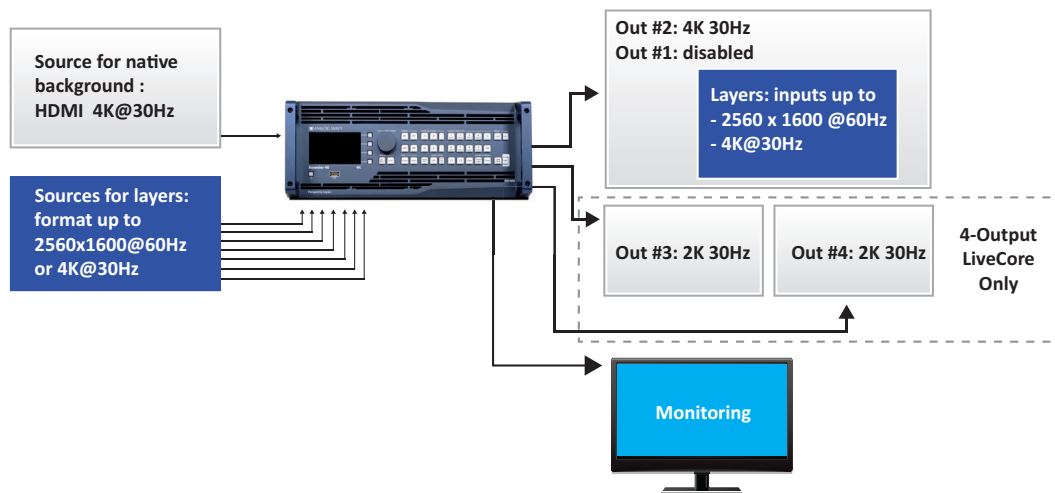 Source for native
background :
HDMI 4K@30Hz
Sources for layers:
format up to
2560x1600@60Hz
or 4K@30Hz
Out #2: 4K 30Hz
Out #1: disabled
Layers: inputs up to
- 2560 x 1600 @60Hz
- 4K@30Hz
Out #3: 2K 30Hz
Out #4: 2K 30Hz
4-Output
LiveCore
Only
Monitoring